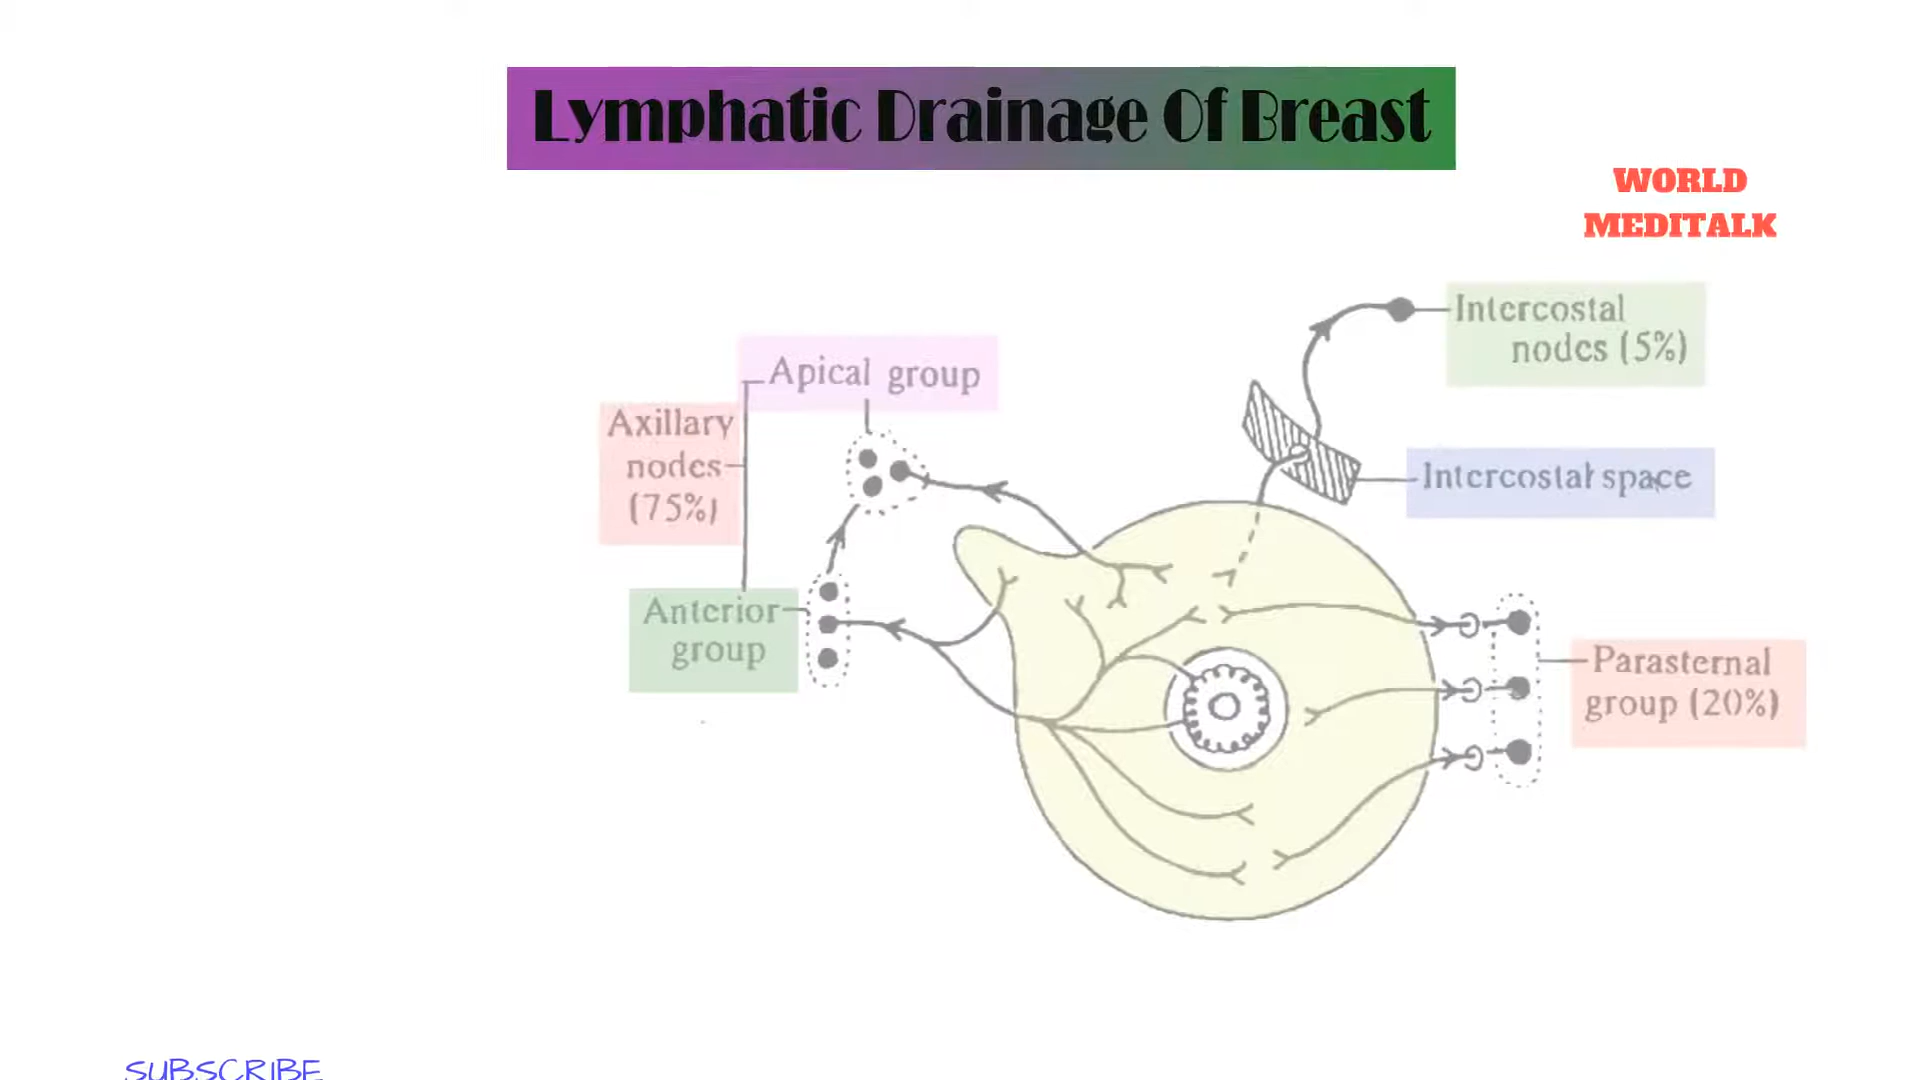 Lymphatic Drainage Of Breast
WORLD
MEDITALK
Intercostal
nodes (5%)
Apical group
Axillary
nodes
(75%)
Intercostal space
Anterior
group
Parasternal
group (20%)
SUBSCRIBE